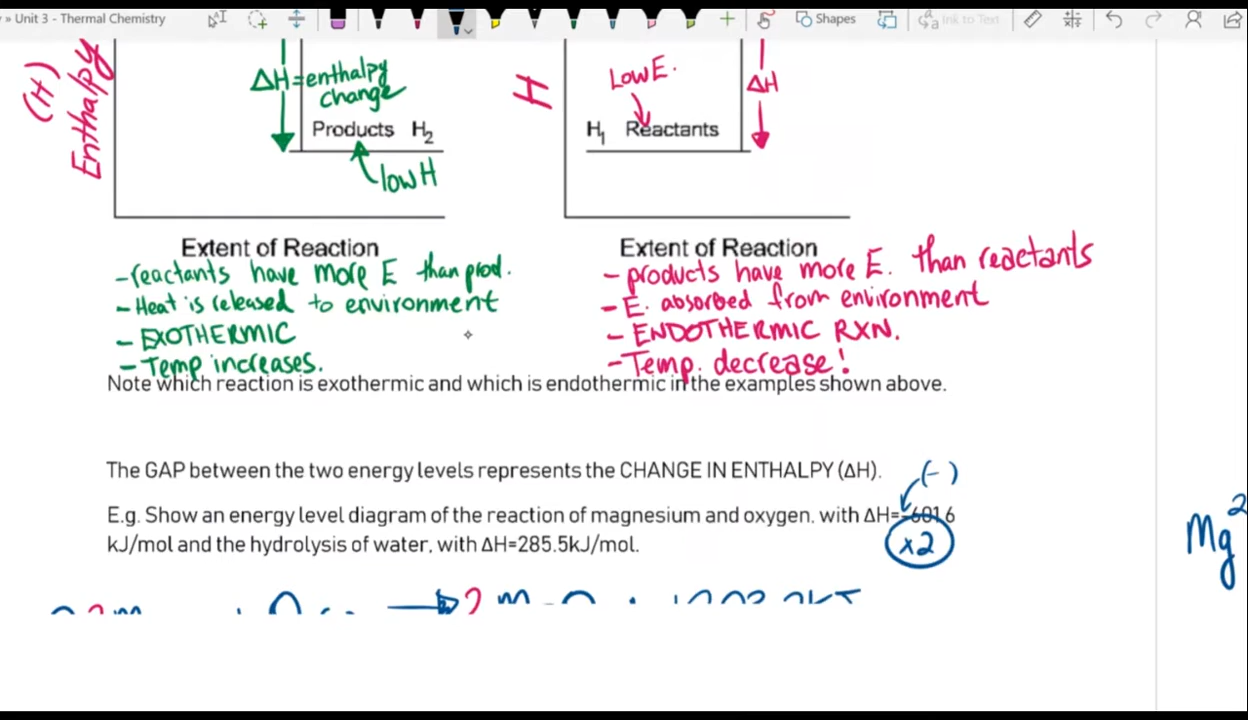 » Unit 3 - Thermal Chemistry
Shapes
Ink to Text
(H)
Enthalpy
ΔH=enthalpy
change
Products H₂
low H
H
Low E.
ΔH
H₁ Reactants
Extent of Reaction
- reactants have more E than prod.
- Heat is released to environment
- EXOTHERMIC
- Temp increases.
Extent of Reaction
- products have more E. than reactants
- E. absorbed from environment
- ENDOTHERMIC RXN.
- Temp. decrease!
Note which reaction is exothermic and which is endothermic in the examples shown above.
The GAP between the two energy levels represents the CHANGE IN ENTHALPY (ΔH).
(-)
E.g. Show an energy level diagram of the reaction of magnesium and oxygen, with ΔH=-601.6
kJ/mol and the hydrolysis of water, with ΔH=285.5kJ/mol.
x2
Mg²